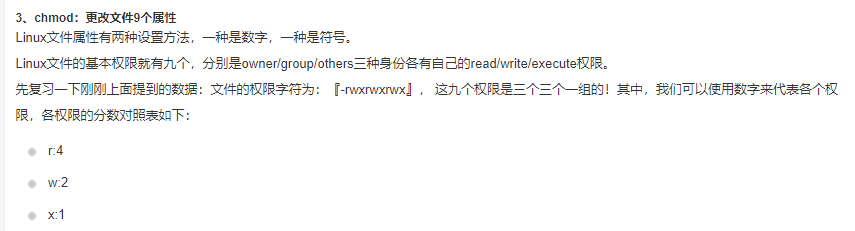 3、chmod：更改文件9个属性
Linux文件属性有两种设置方法，一种是数字，一种是符号。
Linux文件的基本权限就有九个，分别是owner/group/others三种身份各有自己的read/write/execute权限。
先复习一下刚刚上面提到的数据：文件的权限字符为：『-rwxrwxrwx』， 这九个权限是三个三个一组的！其中，我们可以使用数字来代表各个权
限，各权限的分数对照表如下：
r:4
w:2
x:1